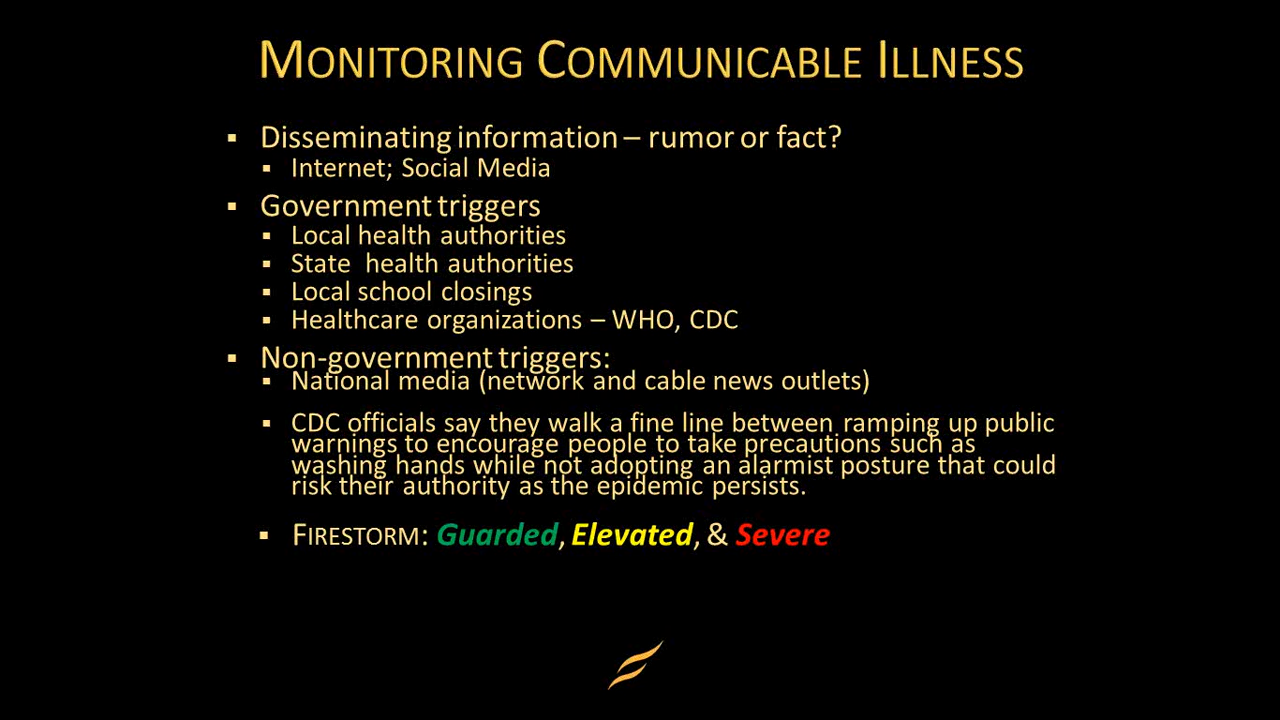 MONITORING COMMUNICABLE ILLNESS
▪ Disseminating information – rumor or fact?
▪ Internet; Social Media
▪ Government triggers
▪ Local health authorities
▪ State  health authorities
▪ Local school closings
▪ Healthcare organizations – WHO, CDC
▪ Non-government triggers:
▪ National media (network and cable news outlets)
▪ CDC officials say they walk a fine line between ramping up public
warnings to encourage people to take precautions such as
washing hands while not adopting an alarmist posture that could
risk their authority as the epidemic persists.
▪ FIRESTORM: Guarded, Elevated, & Severe